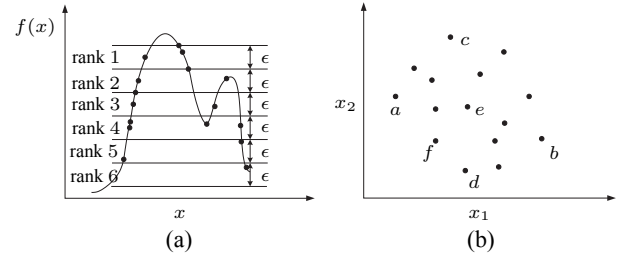 f(x)
rank 1
rank 2
rank 3
rank 4
rank 5
rank 6
ϵ
ϵ
ϵ
ϵ
ϵ
ϵ
x
(a)
x₂
c
a
e
f
b
d
x₁
(b)